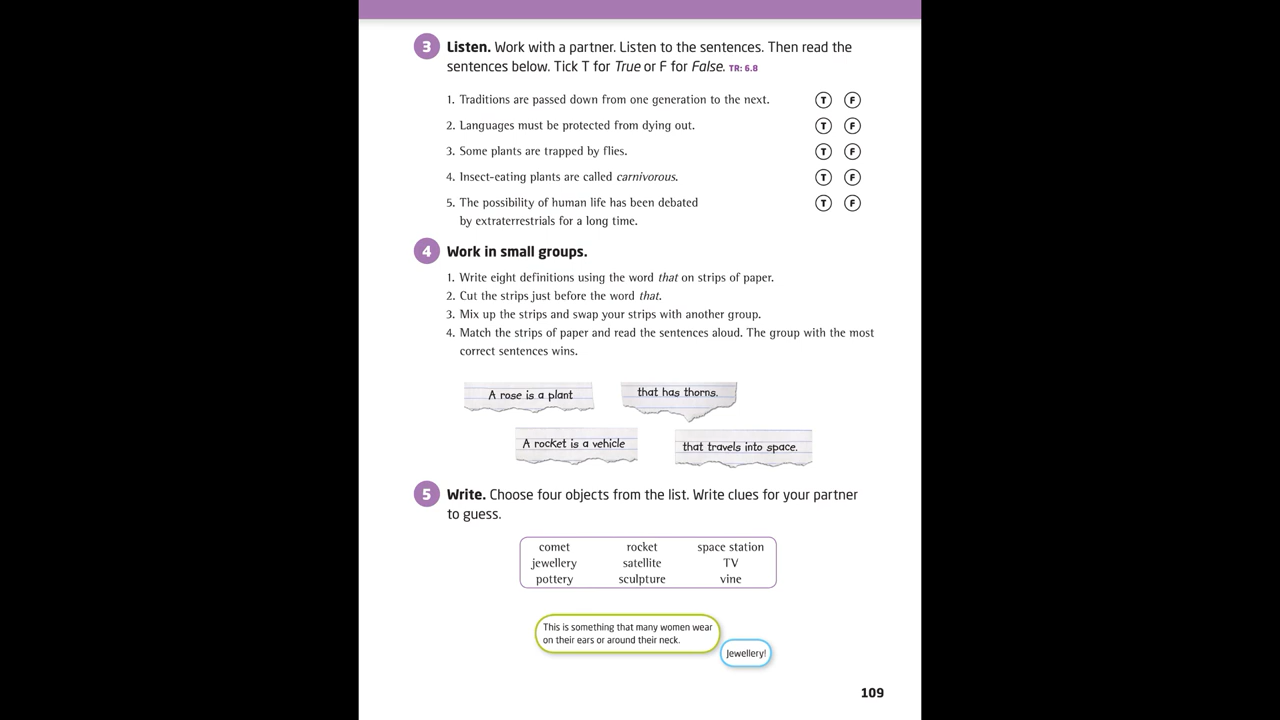 3 Listen. Work with a partner. Listen to the sentences. Then read the
sentences below. Tick T for True or F for False. TR: 6.8
1. Traditions are passed down from one generation to the next. T F
2. Languages must be protected from dying out. T F
3. Some plants are trapped by flies. T F
4. Insect-eating plants are called carnivorous. T F
5. The possibility of human life has been debated T F
by extraterrestrials for a long time.
4 Work in small groups.
1. Write eight definitions using the word that on strips of paper.
2. Cut the strips just before the word that.
3. Mix up the strips and swap your strips with another group.
4. Match the strips of paper and read the sentences aloud. The group with the most
correct sentences wins.
A rose is a plant that has thorns.
A rocket is a vehicle that travels into space.
5 Write. Choose four objects from the list. Write clues for your partner
to guess.
comet rocket space station
jewellery satellite TV
pottery sculpture vine
This is something that many women wear
on their ears or around their neck.
Jewellery!
109